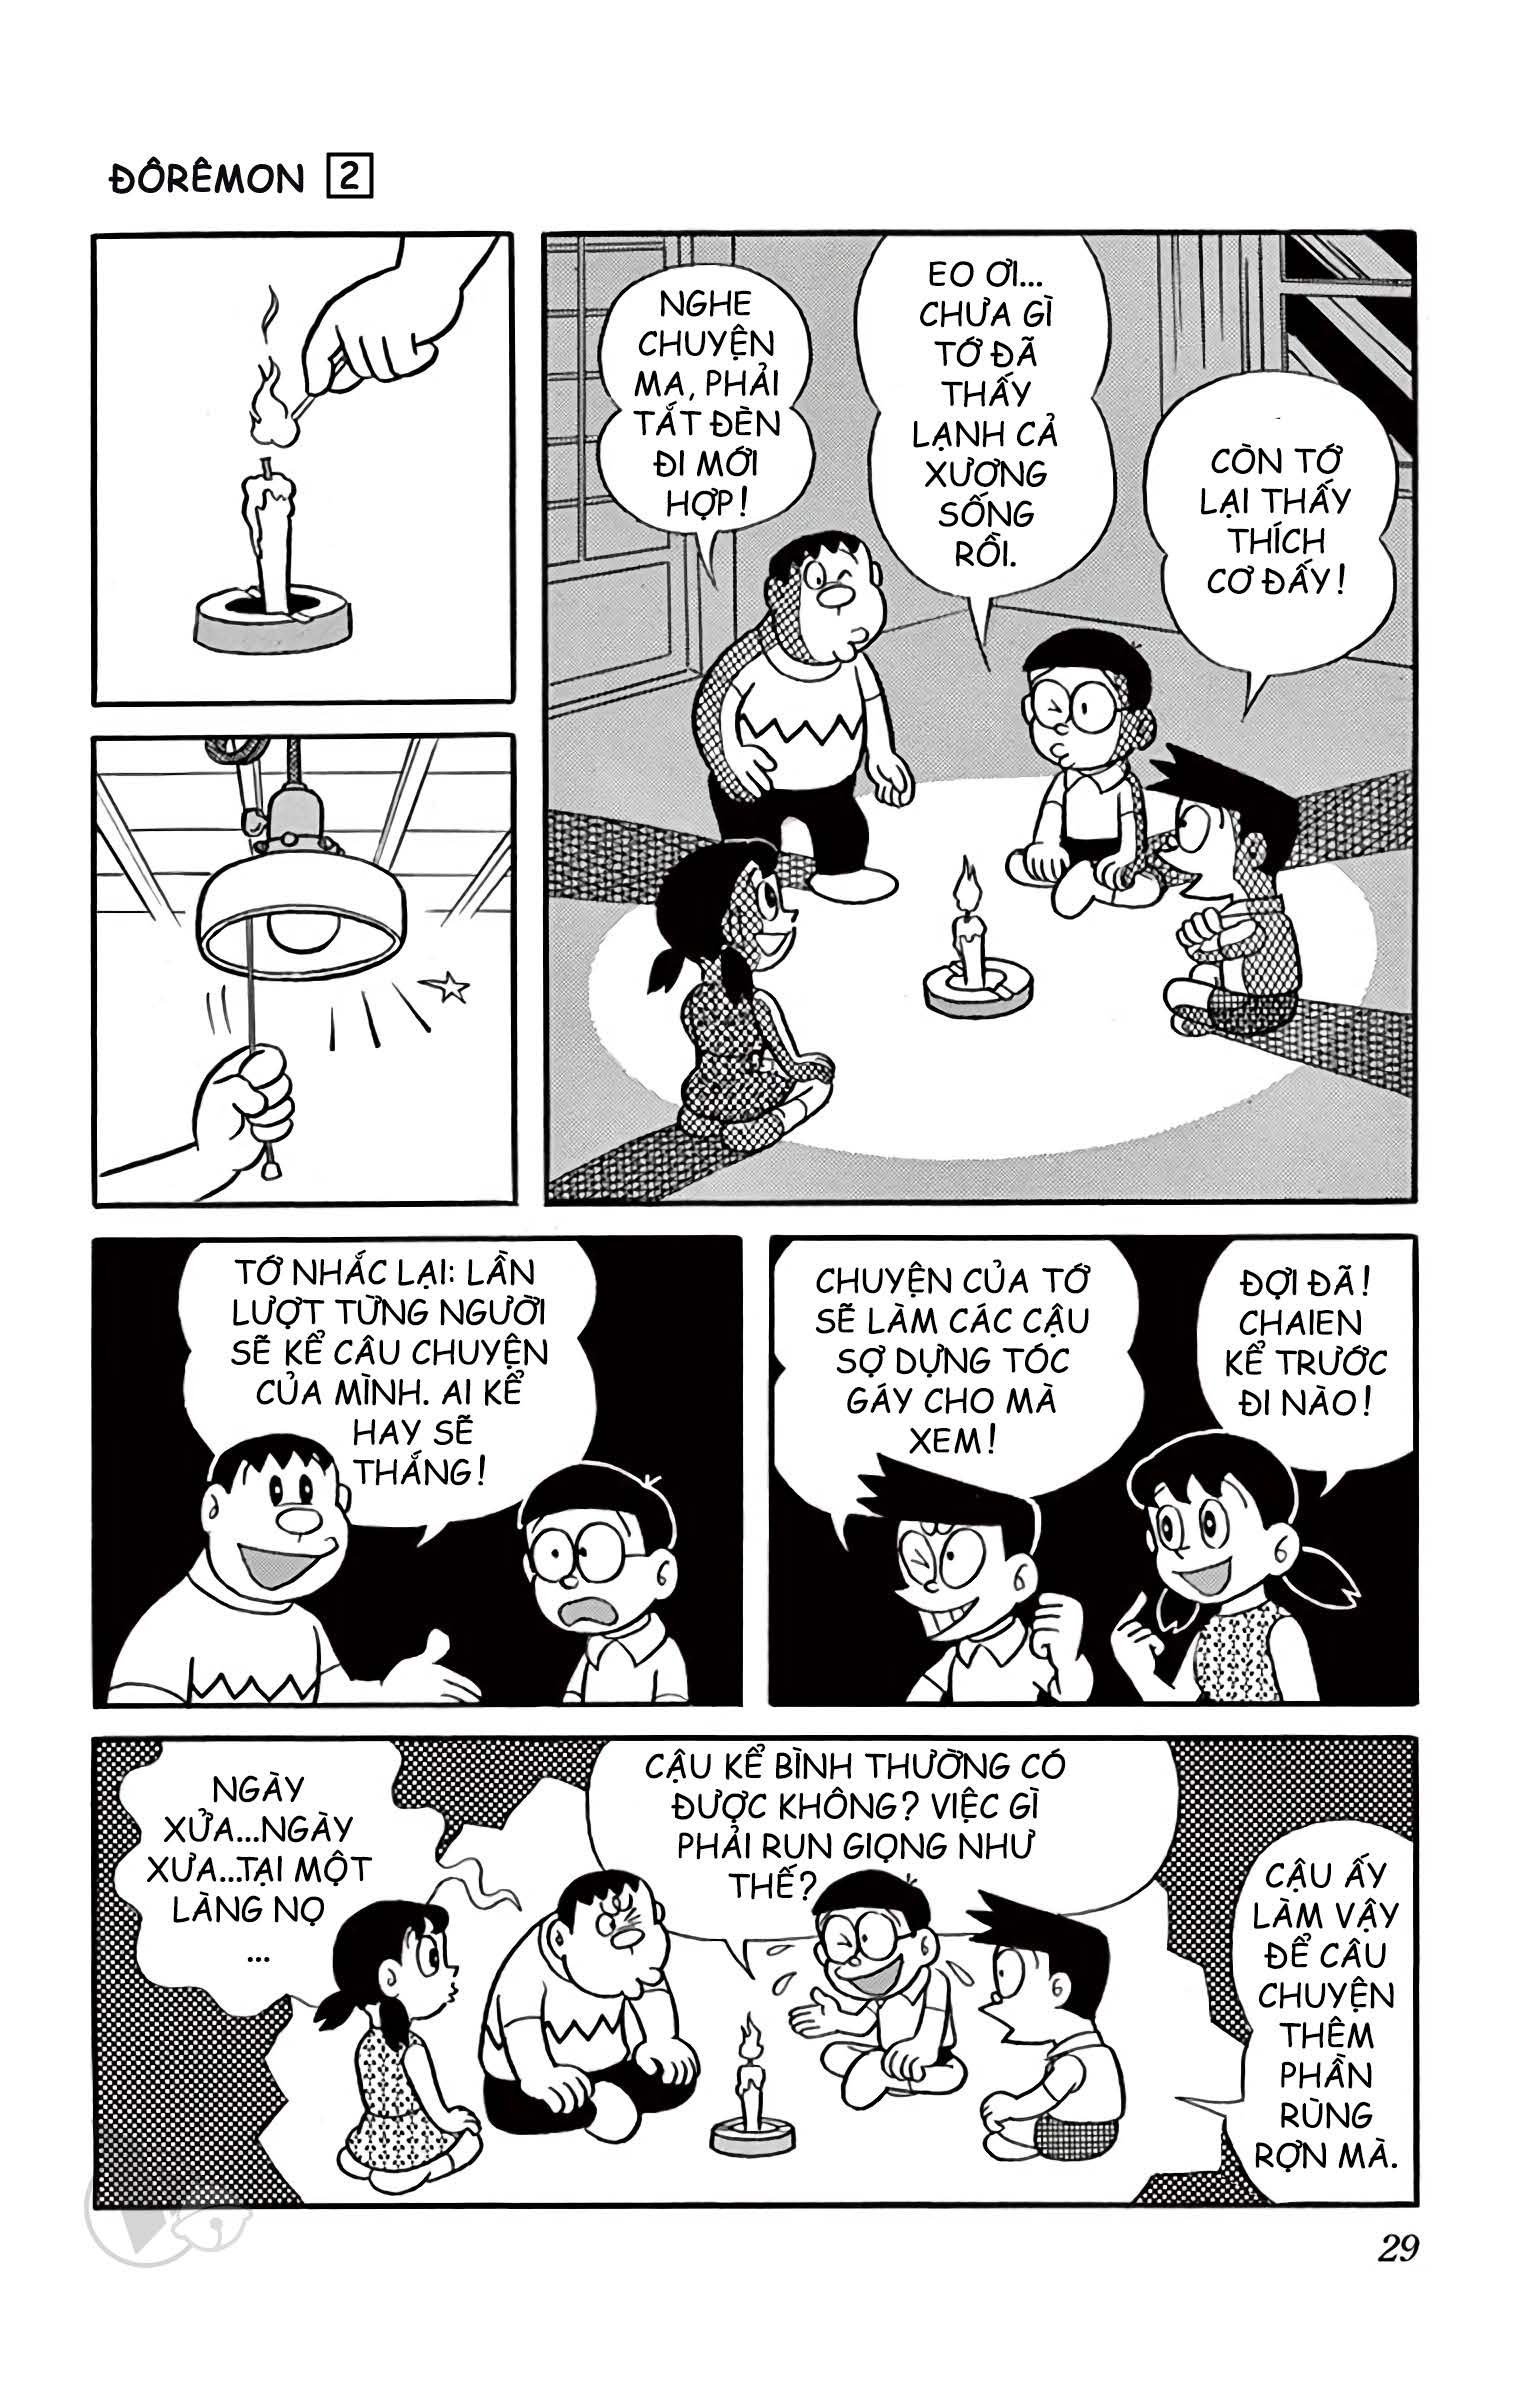 ĐÔRÊMON 2
NGHE
CHUYỆN
MA, PHẢI
TẮT ĐÈN
ĐI MỚI
HỢP!
EO ƠI...
CHƯA GÌ
TỚ ĐÃ
THẤY
LẠNH CẢ
XƯƠNG
SỐNG
RỒI.
CÒN TỚ
LẠI THẤY
THÍCH
CƠ ĐẤY!
TỚ NHẮC LẠI: LẦN
LƯỢT TỪNG NGƯỜI
SẼ KỂ CÂU CHUYỆN
CỦA MÌNH. AI KỂ
HAY SẼ
THẮNG!
CHUYỆN CỦA TỚ
SẼ LÀM CÁC CẬU
SỢ DỰNG TÓC
GÁY CHO MÀ
XEM!
ĐỢI ĐÃ!
CHAIEN
KỂ TRƯỚC
ĐI NÀO!
NGÀY
XỬA...NGÀY
XƯA...TẠI MỘT
LÀNG NỌ
...
CẬU KỂ BÌNH THƯỜNG CÓ
ĐƯỢC KHÔNG? VIỆC GÌ
PHẢI RUN GIỌNG NHƯ
THẾ?
CẬU ẤY
LÀM VẬY
ĐỂ CÂU
CHUYỆN
THÊM
PHẦN
RÙNG
RỢN MÀ.
29